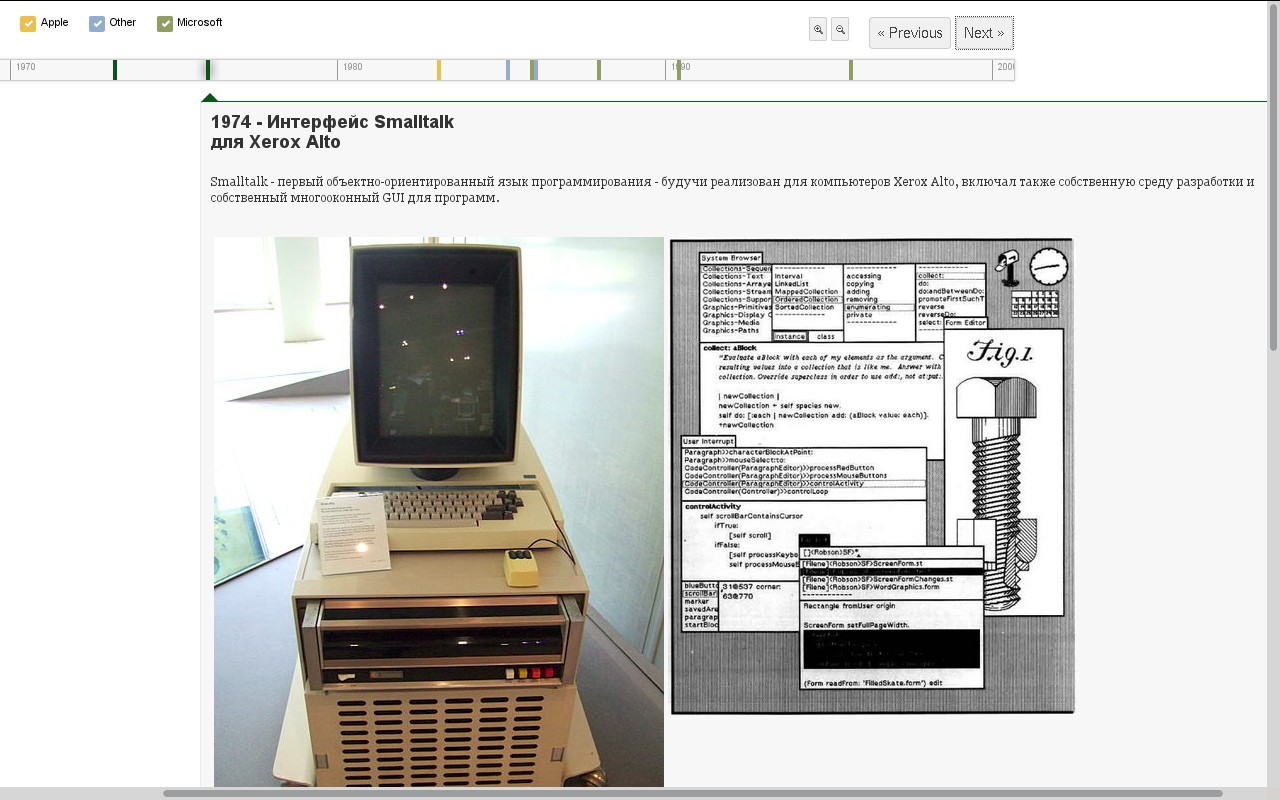 Apple Other Microsoft
« Previous Next »
1970 1980 1990
1974 - Интерфейс Smalltalk
для Xerox Alto
Smalltalk - первый объектно-ориентированный язык программирования - будучи реализован для компьютеров Xerox Alto, включал также собственную среду разработки и
собственный многооконный GUI для программ.
System Browser
Collections-Text
Collections-Arraye
Collections-Stream
Collections-Suppor
Graphics-Primitives
Graphics-Display
Graphics-Media
Graphics-Paths
Interval
LinkedList
MappedCollection
OrderedCollection
SortedCollection
instance class
accessing
copying
adding
removing
enumerating
private
collect:
do:
do:andBetweenDo:
promoteFirstSuchT
reverse
reverseDo:
select:
Form Editor
Fig.1.
collect: aBlock
"Evaluate aBlock with each of my elements as the argument. C
resulting values into a collection that is like me. Answer with
collection. Override superclass in order to use add:, not at:put:.
| newCollection |
newCollection ← self species new.
self do: [:each | newCollection add: (aBlock value: each)].
↑newCollection
User Interrupt
Paragraph>>characterBlockAtPoint:
Paragraph>>mouseSelect:to:
CodeController(ParagraphEditor)>>processRedButton
CodeController(ParagraphEditor)>>processMouseButtons
CodeController(ParagraphEditor)>>controlActivity
CodeController(Controller)>>controlLoop
controlActivity
self scrollBarContainsCursor
ifTrue:
[self scroll]
ifFalse:
[self processKeybo
self processMouseB
blueButto
scrollBar
marker
savedAre
paragrap
startBloc
31@537 corner:
63@770
[]<Robson>SF>*
[Filene]<Robson>SF>ScreenForm.st
[Filene]<Robson>SF>ScreenFormChanges.st
[Filene]<Robson>SF>WordGraphics.form
Rectangle fromUser origin
ScreenForm setFullPageWidth.
(Form readFrom: 'FilledSkate.form') edit